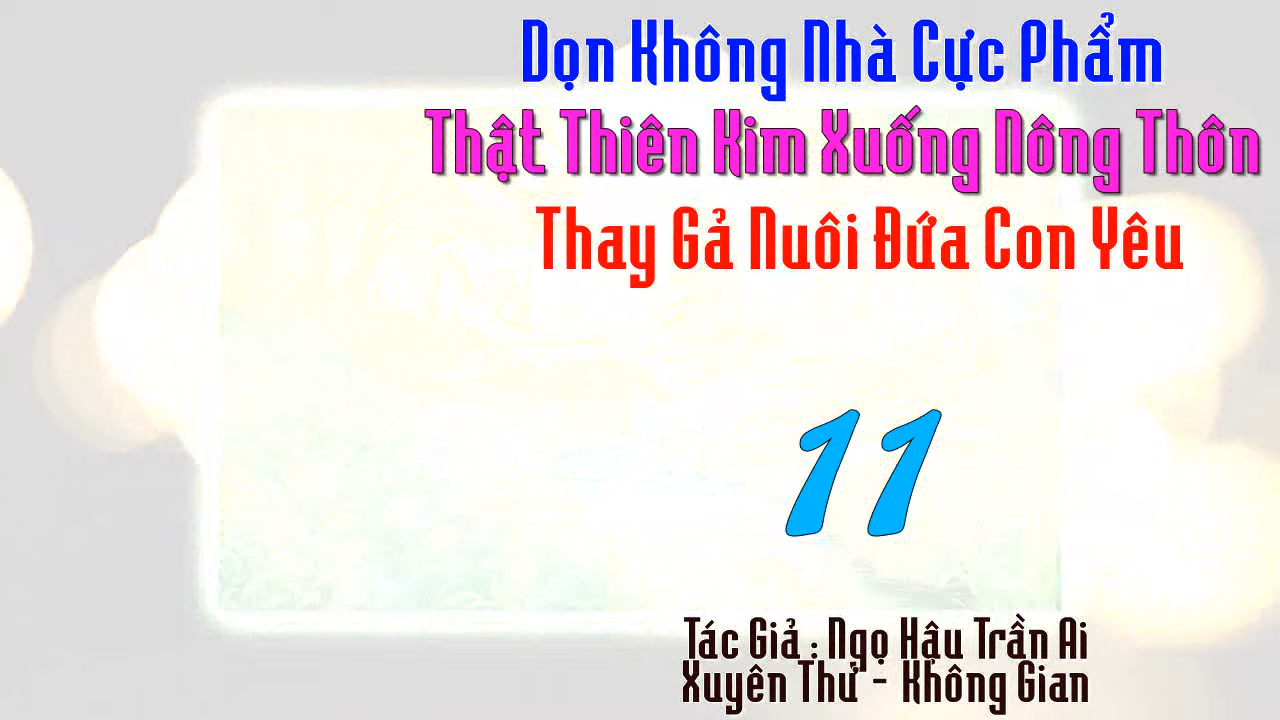 Dọn Không Nhà Cực Phẩm
Thật Thiên Kim Xuống Nông Thôn
Thay Gả Nuôi Đứa Con Yêu
11
Tác Giả : Ngọ Hậu Trần Ai
Xuyên Thư - Không Gian